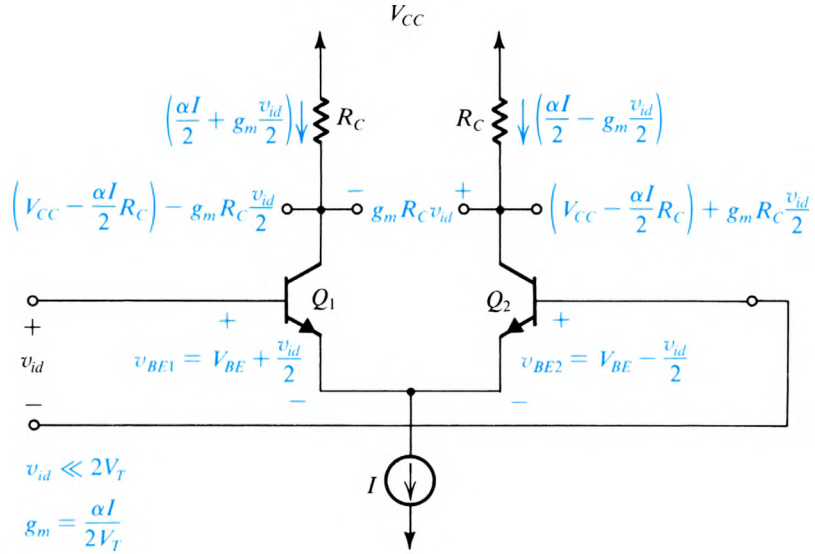 V_CC
(αI/2 + g_m v_id/2) R_C R_C (αI/2 − g_m v_id/2)
(V_CC − αI/2 R_C) − g_m R_C v_id/2 − g_m R_C v_id + (V_CC − αI/2 R_C) + g_m R_C v_id/2
Q_1 Q_2
+ + +
v_id v_BE1 = V_BE + v_id/2 v_BE2 = V_BE − v_id/2
− − −
v_id ≪ 2V_T
I
g_m = αI/2V_T